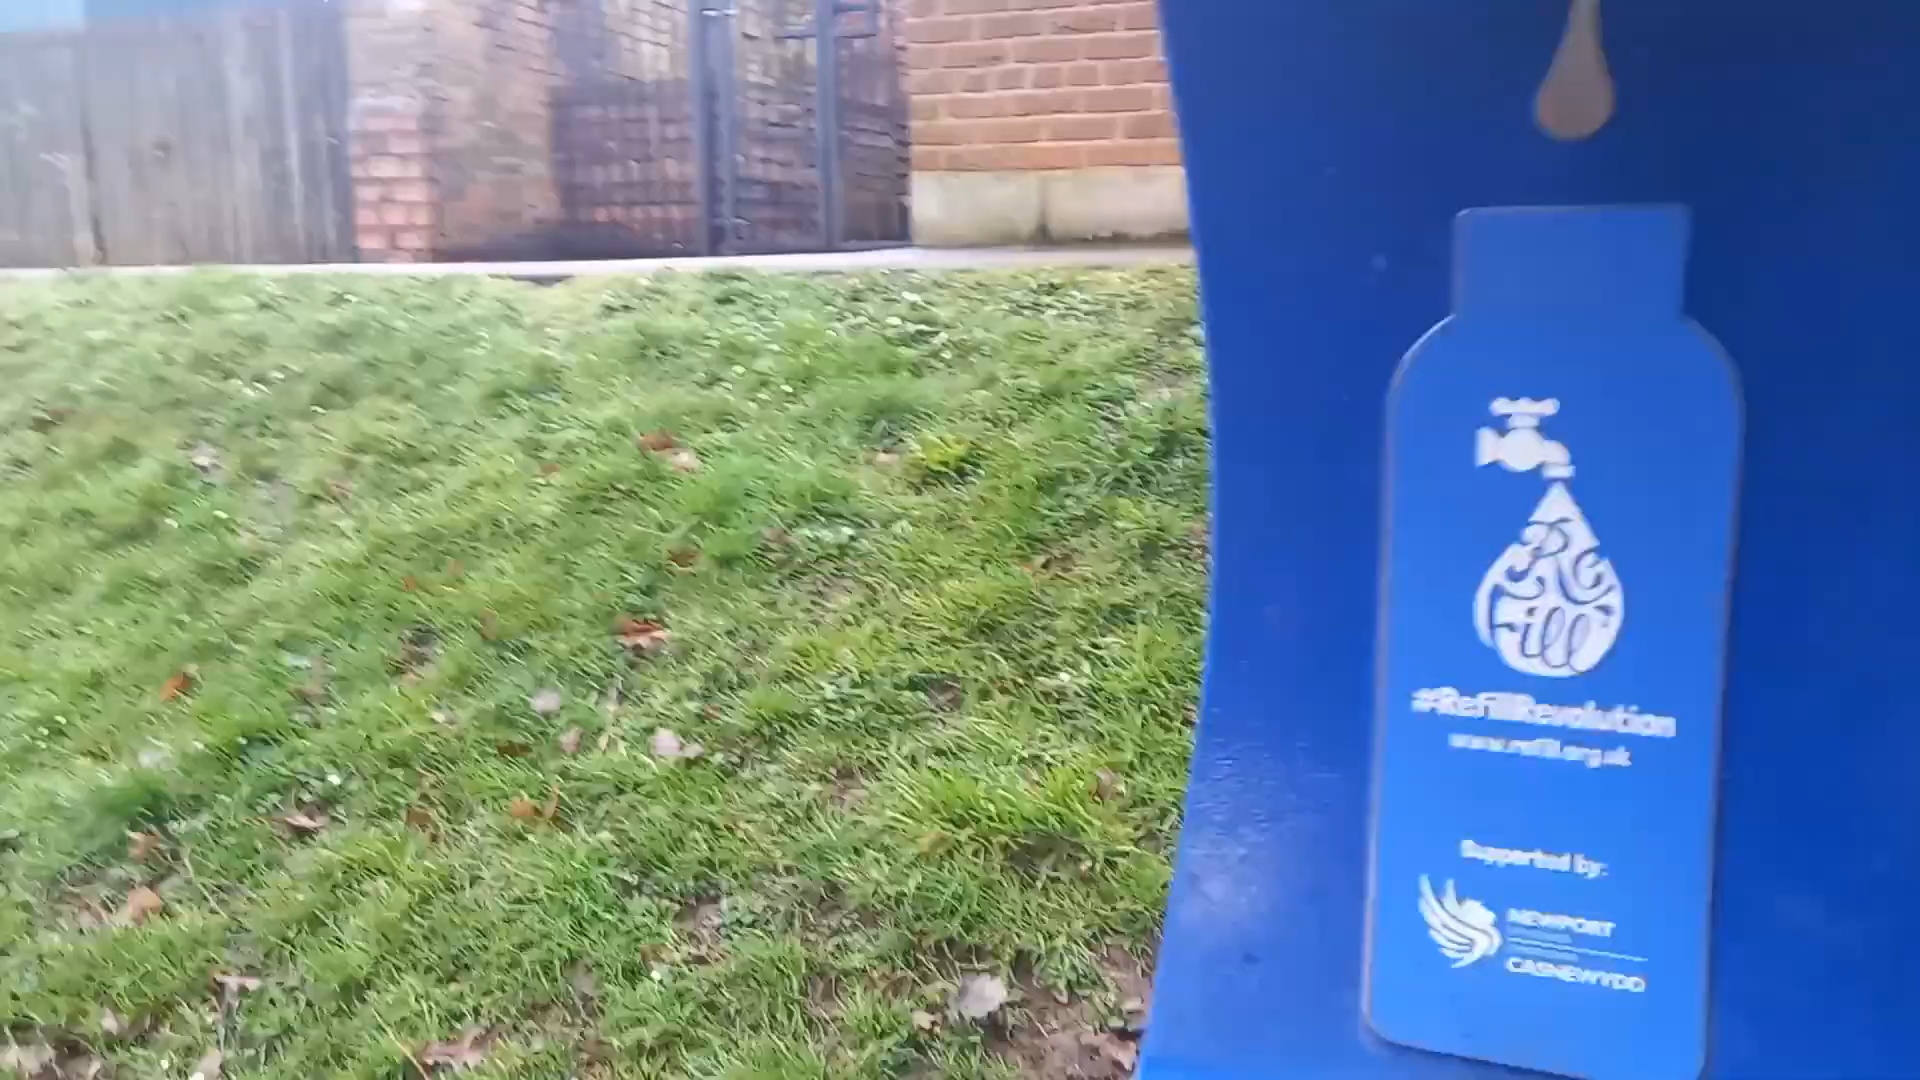 Re
Fill
#ReFillRevolution
www.refill.org.uk
Supported by:
NEWPORT
CASNEWYDD